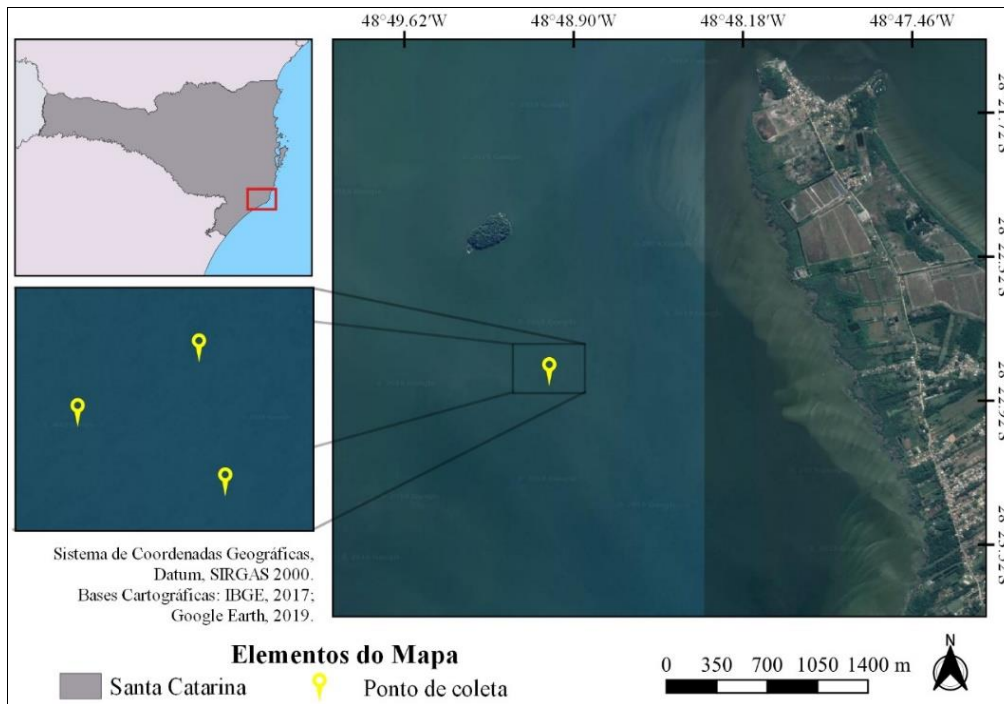 48°49.62′W 48°48.90′W 48°48.18′W 47°47.46′W
Sistema de Coordenadas Geográficas,
Datum, SIRGAS 2000.
Bases Cartográficas: IBGE, 2017;
Google Earth, 2019.
Elementos do Mapa
Santa Catarina
Ponto de coleta
0 350 700 1050 1400 m
N